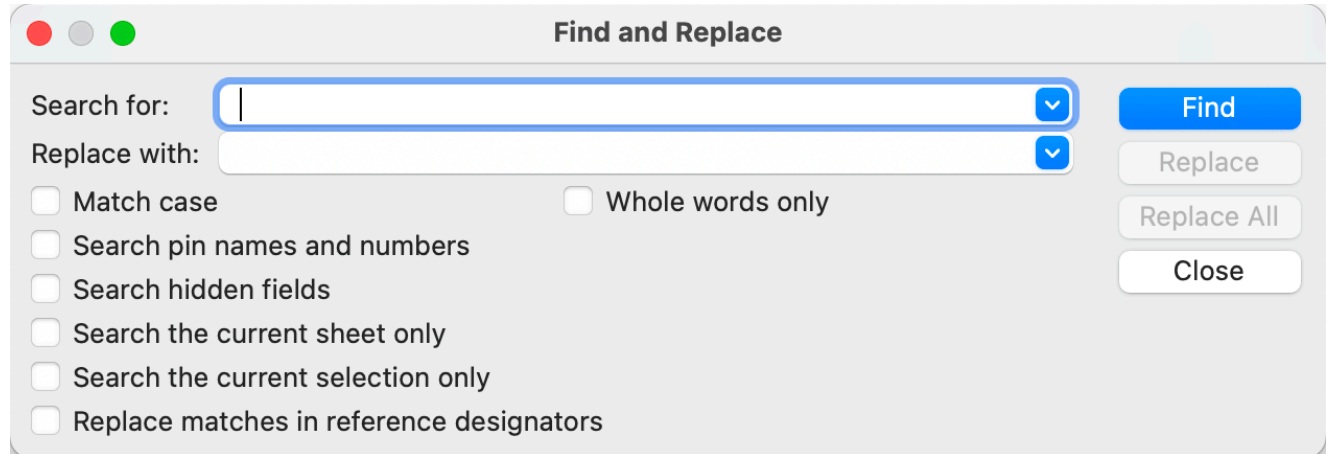 Find and Replace
Search for:
Find
Replace with:
Replace
Match case Whole words only
Replace All
Search pin names and numbers
Close
Search hidden fields
Search the current sheet only
Search the current selection only
Replace matches in reference designators